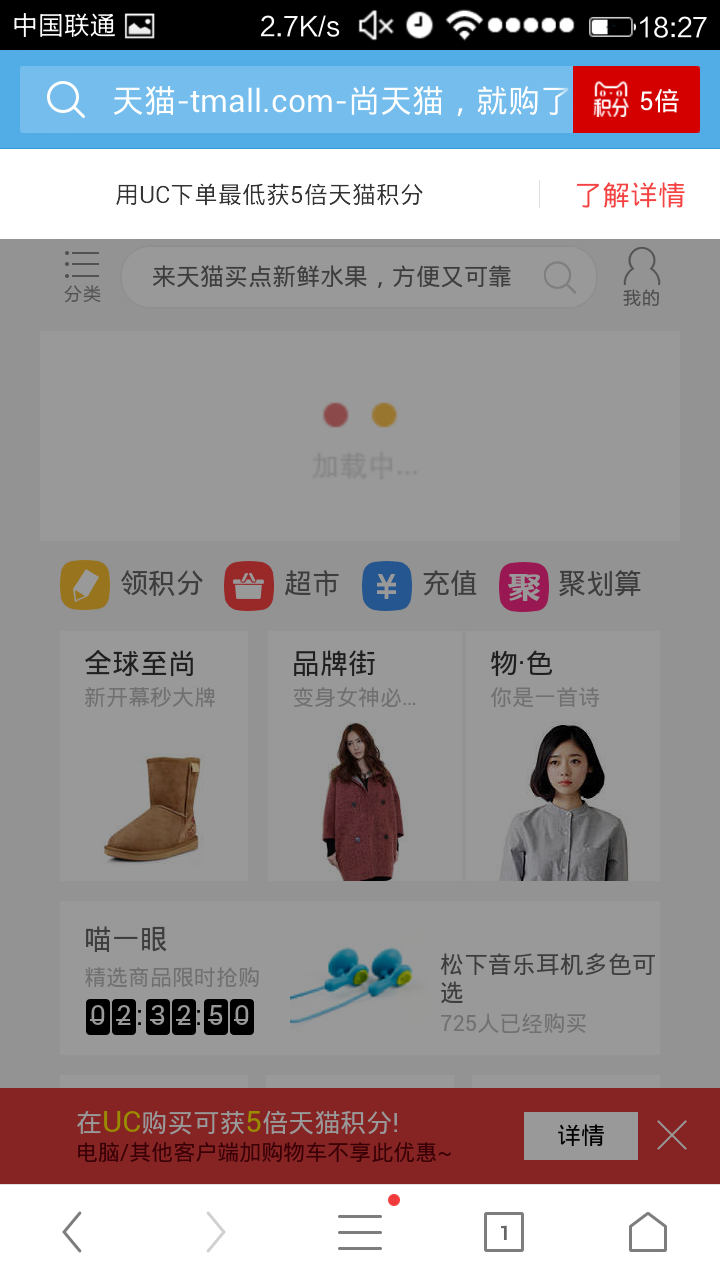 中国联通 2.7K/s 18:27
天猫-tmall.com-尚天猫，就购了 积分 5倍
用UC下单最低获5倍天猫积分 了解详情
分类 来天猫买点新鲜水果，方便又可靠 我的
加载中...
领积分 超市 ¥ 充值 聚 聚划算
全球至尚 品牌街 物·色
新开幕秒大牌 变身女神必... 你是一首诗
喵一眼
精选商品限时抢购
02:32:50
松下音乐耳机多色可
选
725人已经购买
在UC购买可获5倍天猫积分!
电脑/其他客户端加购物车不享此优惠~
详情
1